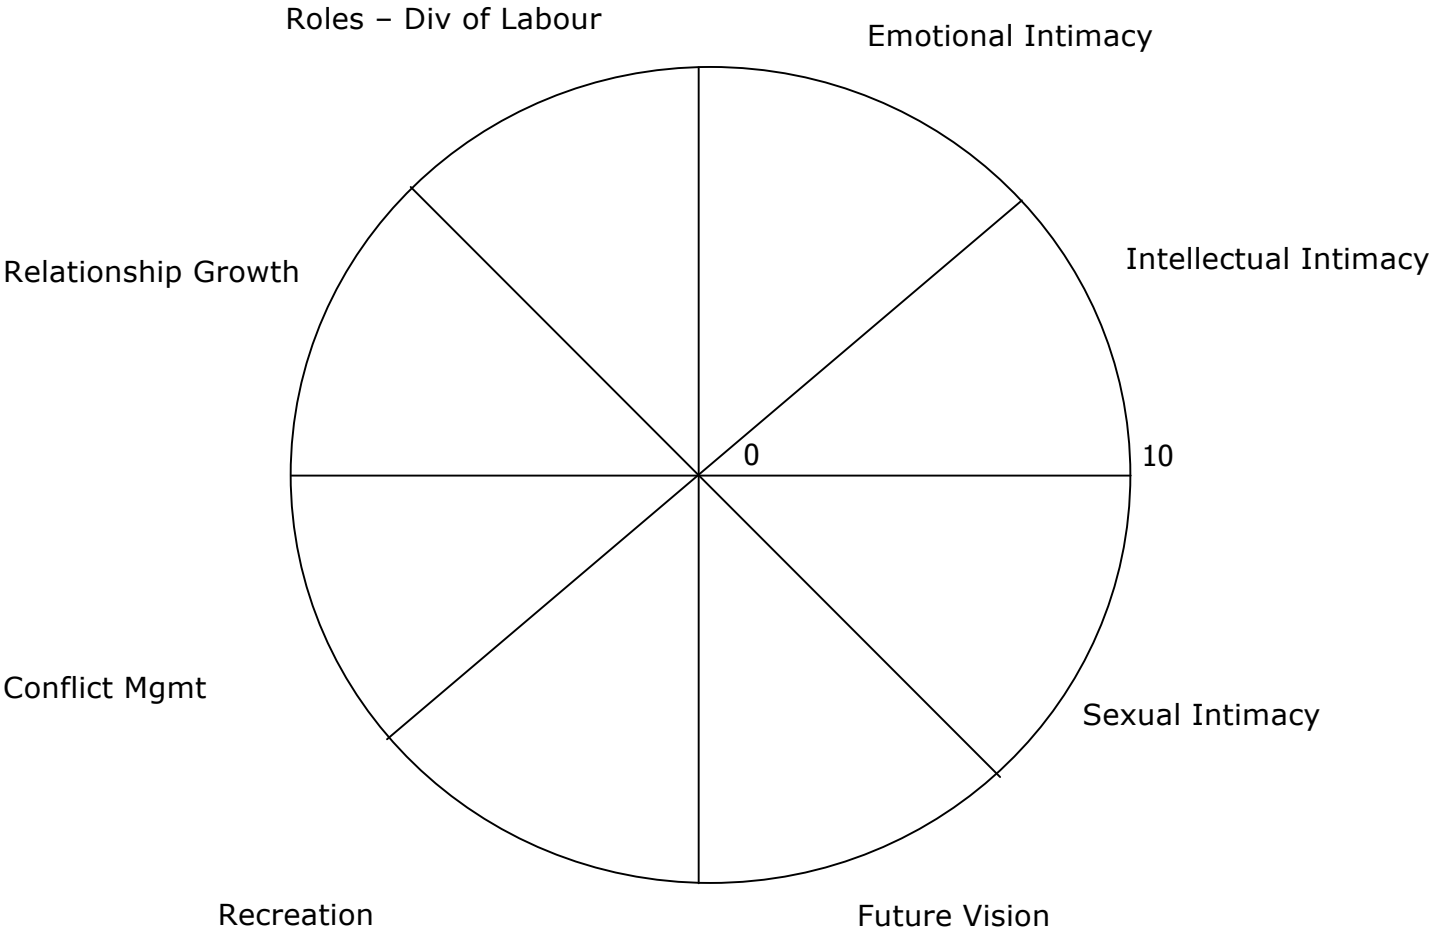 Roles – Div of Labour
Emotional Intimacy
Relationship Growth
Intellectual Intimacy
0
10
Conflict Mgmt
Sexual Intimacy
Recreation
Future Vision